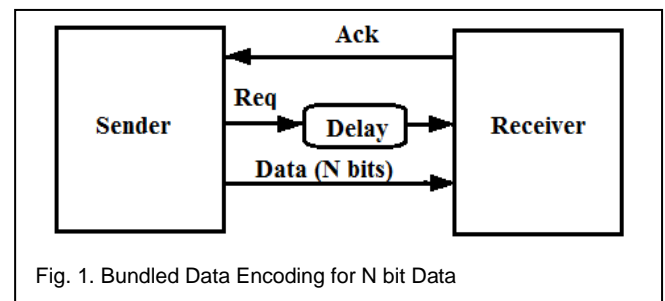 Ack
Req
Sender
Delay
Receiver
Data (N bits)
Fig. 1. Bundled Data Encoding for N bit Data